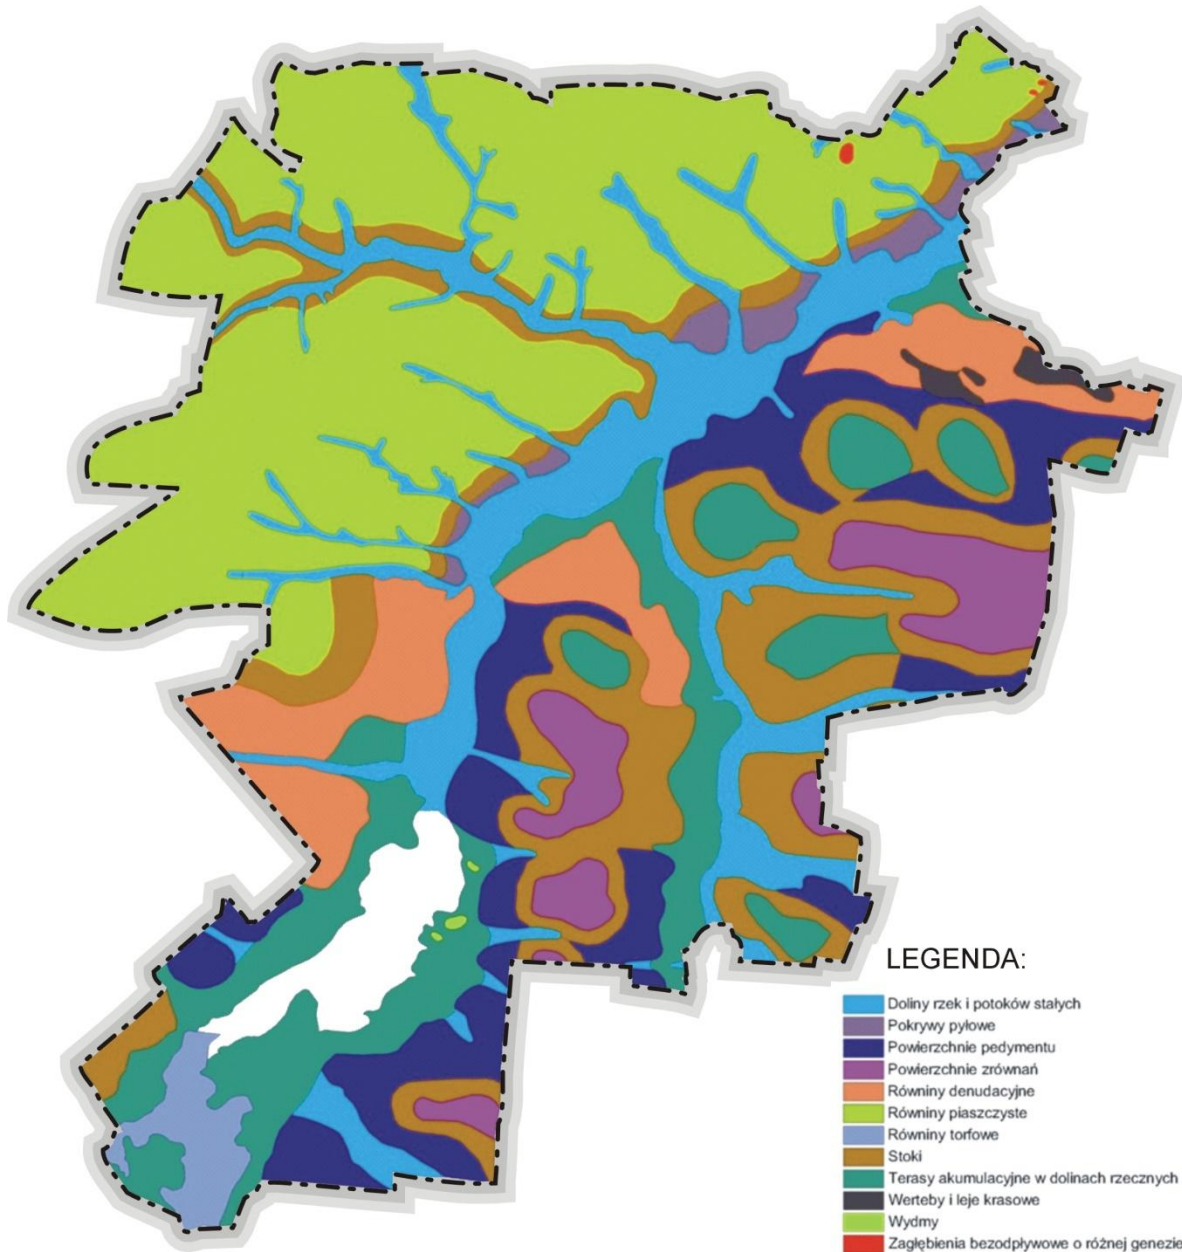 LEGENDA:
Doliny rzek i potoków stałych
Pokrywy pyłowe
Powierzchnie pedymentu
Powierzchnie zrównań
Równiny denudacyjne
Równiny piaszczyste
Równiny torfowe
Stoki
Terasy akumulacyjne w dolinach rzecznych
Werteby i leje krasowe
Wydmy
Zagłębienia bezodpływowe o różnej genezie